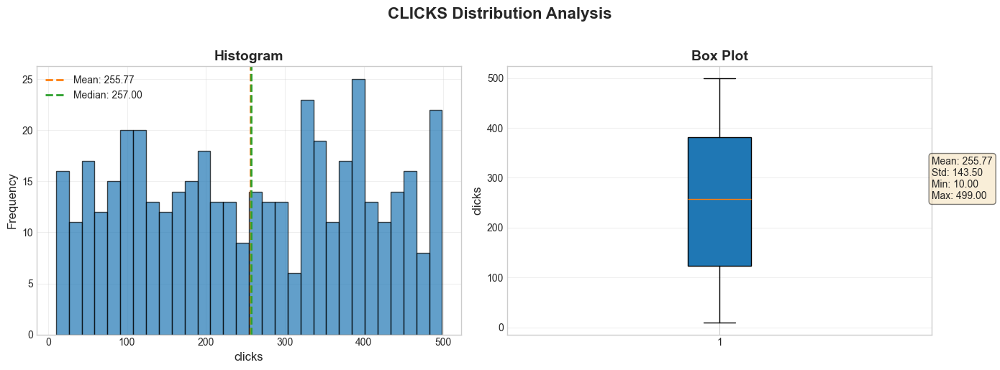 CLICKS Distribution Analysis
Histogram
Mean: 255.77
Median: 257.00
Frequency
25
20
15
10
5
0
0 100 200 300 400 500
clicks
Box Plot
clicks
500
400
300
200
100
0
1
Mean: 255.77
Std: 143.50
Min: 10.00
Max: 499.00